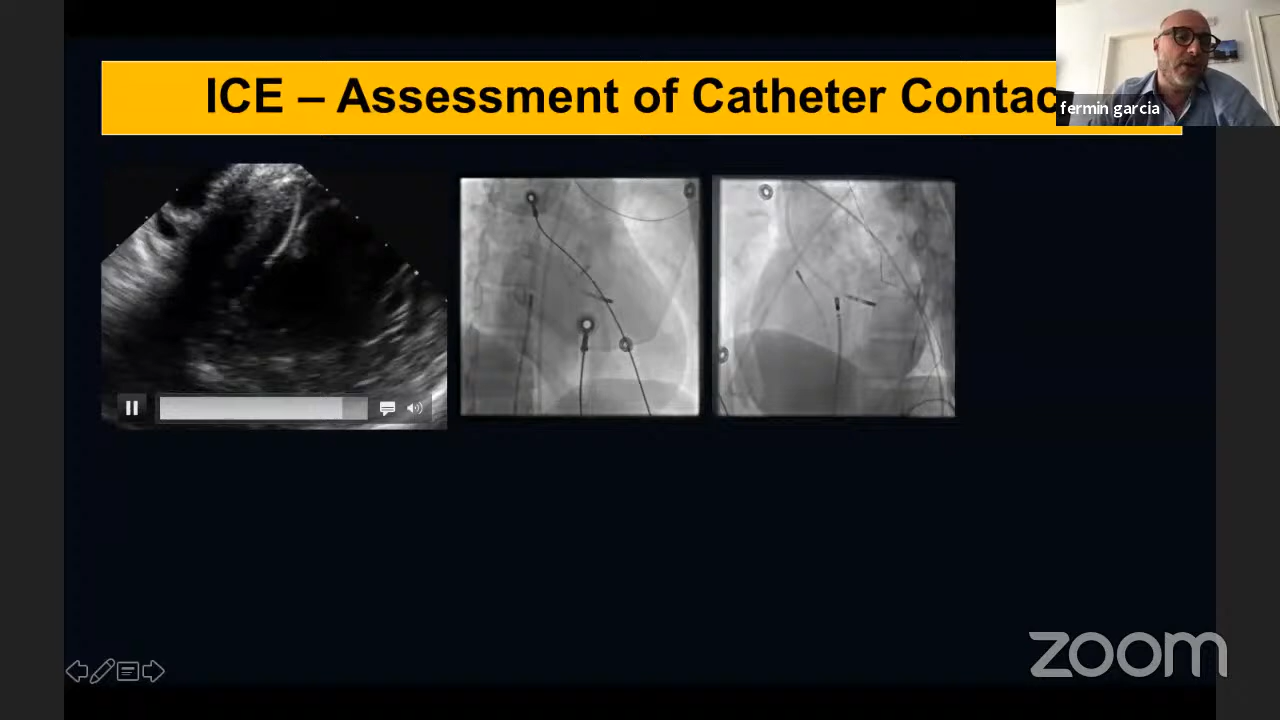 ICE – Assessment of Catheter Contac
fermin garcia
zoom